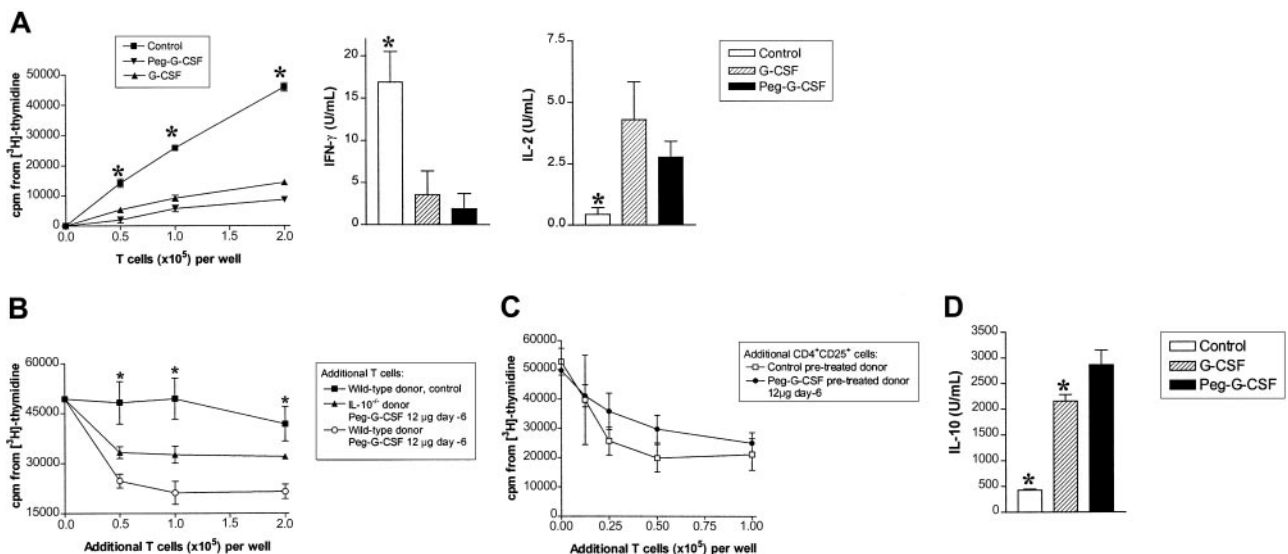 A
Control
Peg-G-CSF
G-CSF
cpm from [³H]-thymidine
50000
40000
30000
20000
10000
0
*
*
*
0.0
0.5
1.0
1.5
2.0
T cells (x10⁵) per well
IFN-γ (U/mL)
20
15
10
5
0
*
IL-2 (U/mL)
7.5
5.0
2.5
0.0
*
Control
G-CSF
Peg-G-CSF
B
cpm from [³H]-thymidine
60000
45000
30000
15000
*
*
*
0.0
0.5
1.0
1.5
2.0
Additional T cells (x10⁵) per well
Additional T cells:
Wild-type donor, control
IL-10⁻/⁻ donor
Peg-G-CSF 12 µg day -6
Wild-type donor
Peg-G-CSF 12 µg day -6
C
cpm from [³H]-thymidine
60000
50000
40000
30000
20000
10000
0
0.00
0.25
0.50
0.75
1.00
Additional T cells (x10⁵) per well
Additional CD4⁺CD25⁺ cells:
Control pre-treated donor
Peg-G-CSF pre-treated donor
12µg day-6
D
IL-10 (U/mL)
3500
3000
2500
2000
1500
1000
500
0
*
*
Control
G-CSF
Peg-G-CSF